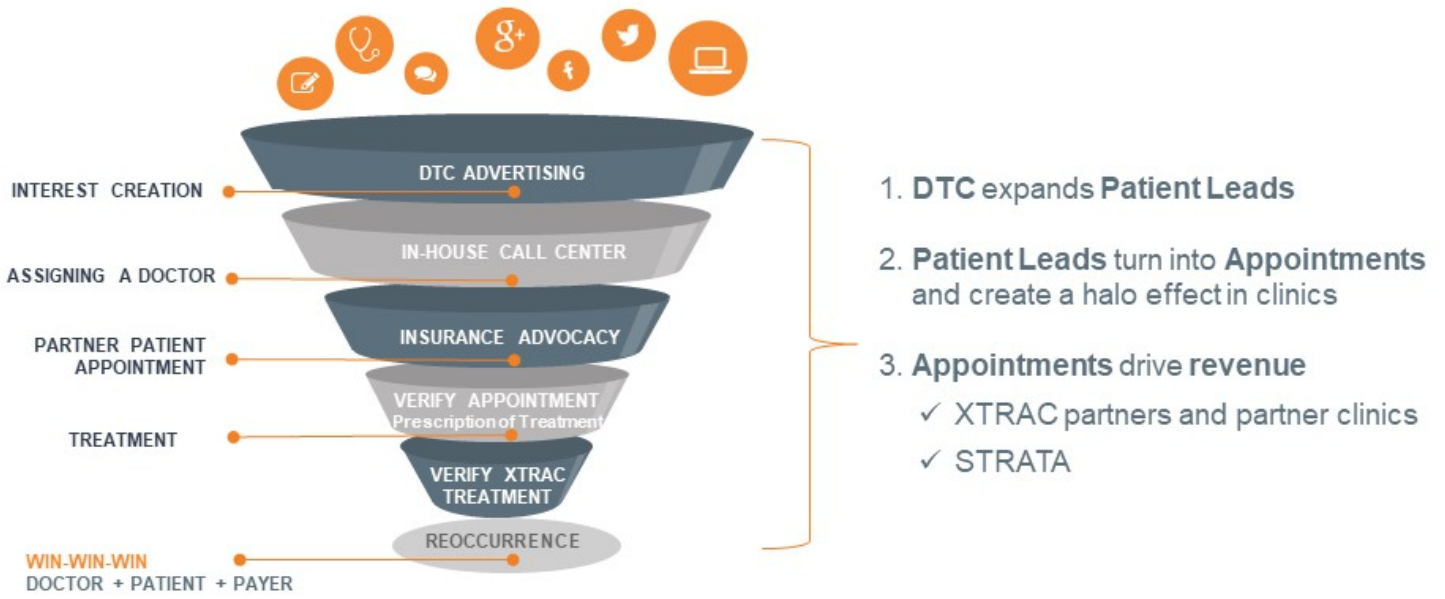 g+
DTC ADVERTISING
INTEREST CREATION
IN-HOUSE CALL CENTER
ASSIGNING A DOCTOR
INSURANCE ADVOCACY
PARTNER PATIENT
APPOINTMENT
VERIFY APPOINTMENT
Prescription of Treatment
TREATMENT
VERIFY XTRAC
TREATMENT
REOCCURRENCE
WIN-WIN-WIN
DOCTOR + PATIENT + PAYER
1. DTC expands Patient Leads
2. Patient Leads turn into Appointments
and create a halo effect in clinics
3. Appointments drive revenue
✓ XTRAC partners and partner clinics
✓ STRATA